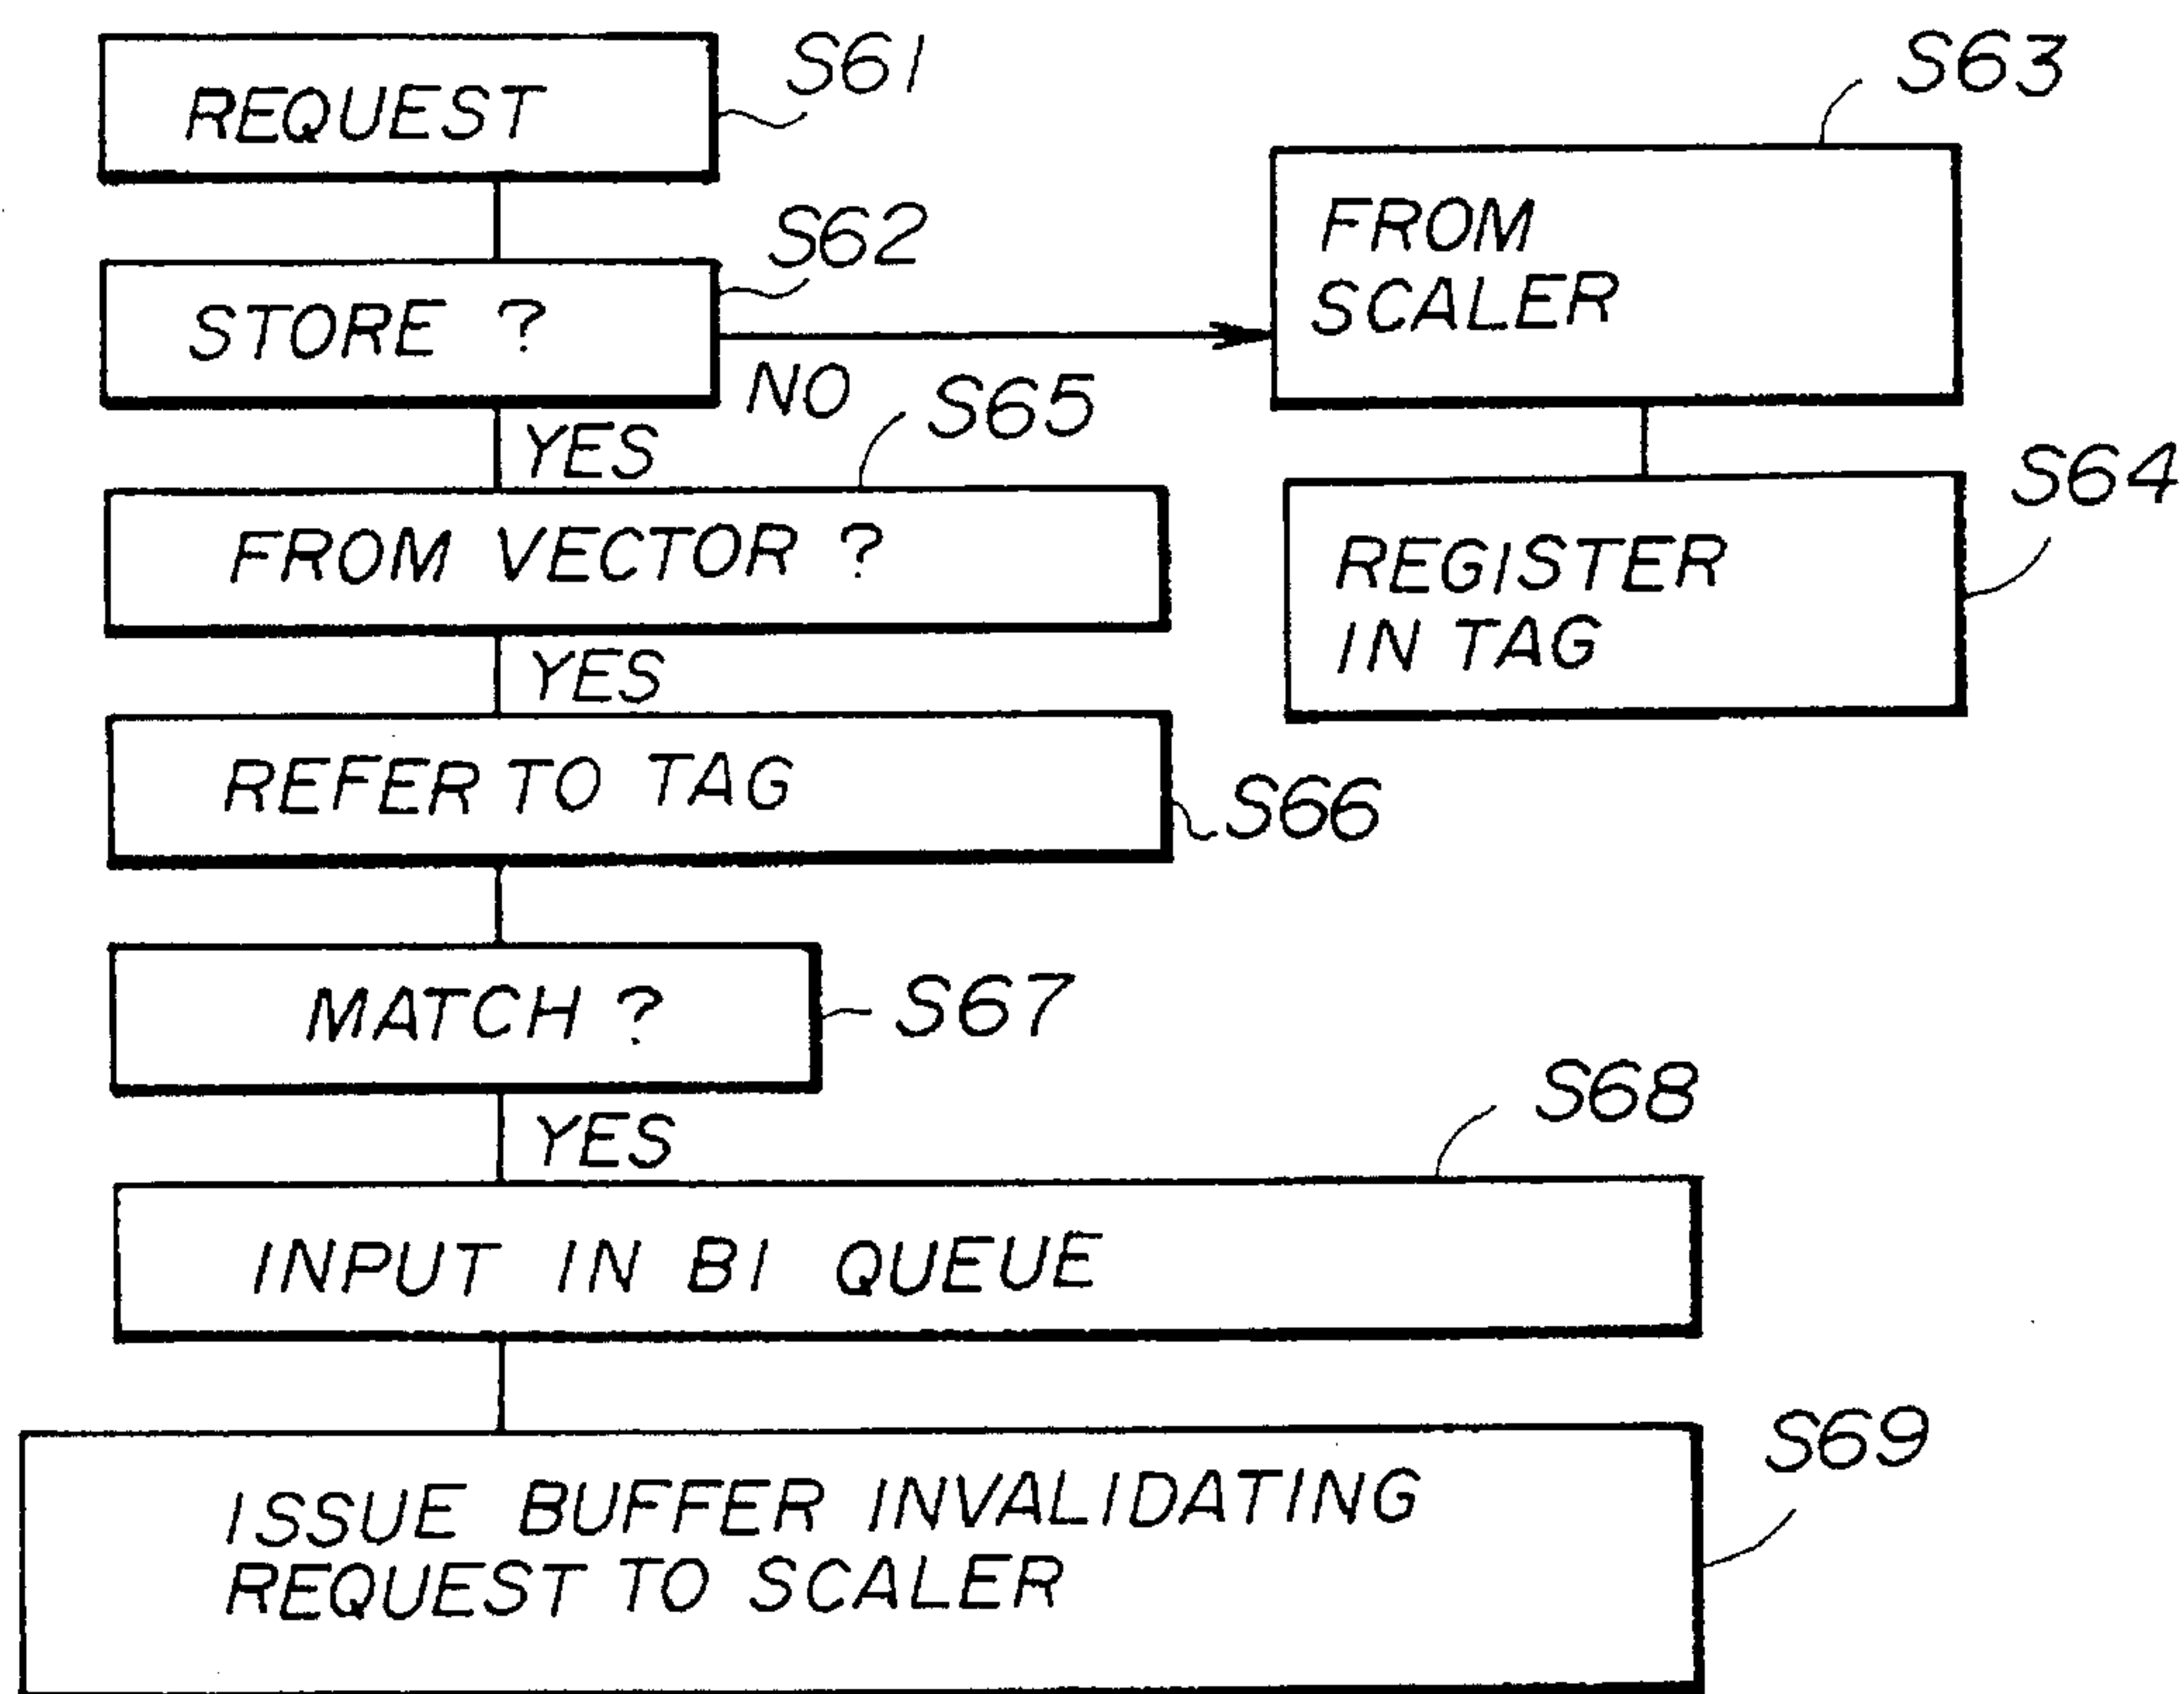 REQUEST
S61
STORE ?
S62
NO
FROM
SCALER
S63
REGISTER
IN TAG
S64
YES
FROM VECTOR ?
S65
YES
REFER TO TAG
S66
MATCH ?
S67
YES
INPUT IN BI QUEUE
S68
ISSUE BUFFER INVALIDATING
REQUEST TO SCALER
S69